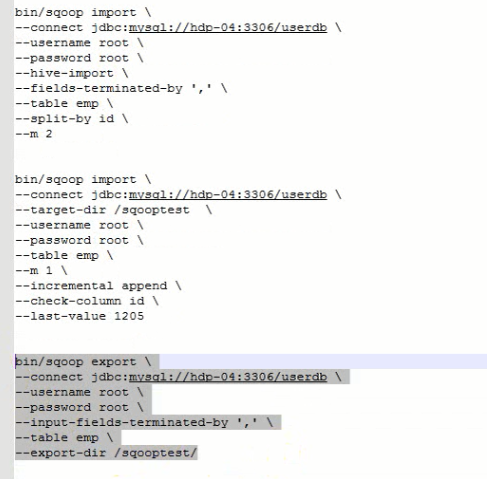 bin/sqoop import \
--connect jdbc:mysql://hdp-04:3306/userdb \
--username root \
--password root \
--hive-import \
--fields-terminated-by ',' \
--table emp \
--split-by id \
--m 2
bin/sqoop import \
--connect jdbc:mysql://hdp-04:3306/userdb \
--target-dir /sqooptest  \
--username root \
--password root \
--table emp \
--m 1 \
--incremental append \
--check-column id \
--last-value 1205
bin/sqoop export \
--connect jdbc:mysql://hdp-04:3306/userdb \
--username root \
--password root \
--input-fields-terminated-by ',' \
--table emp \
--export-dir /sqooptest/